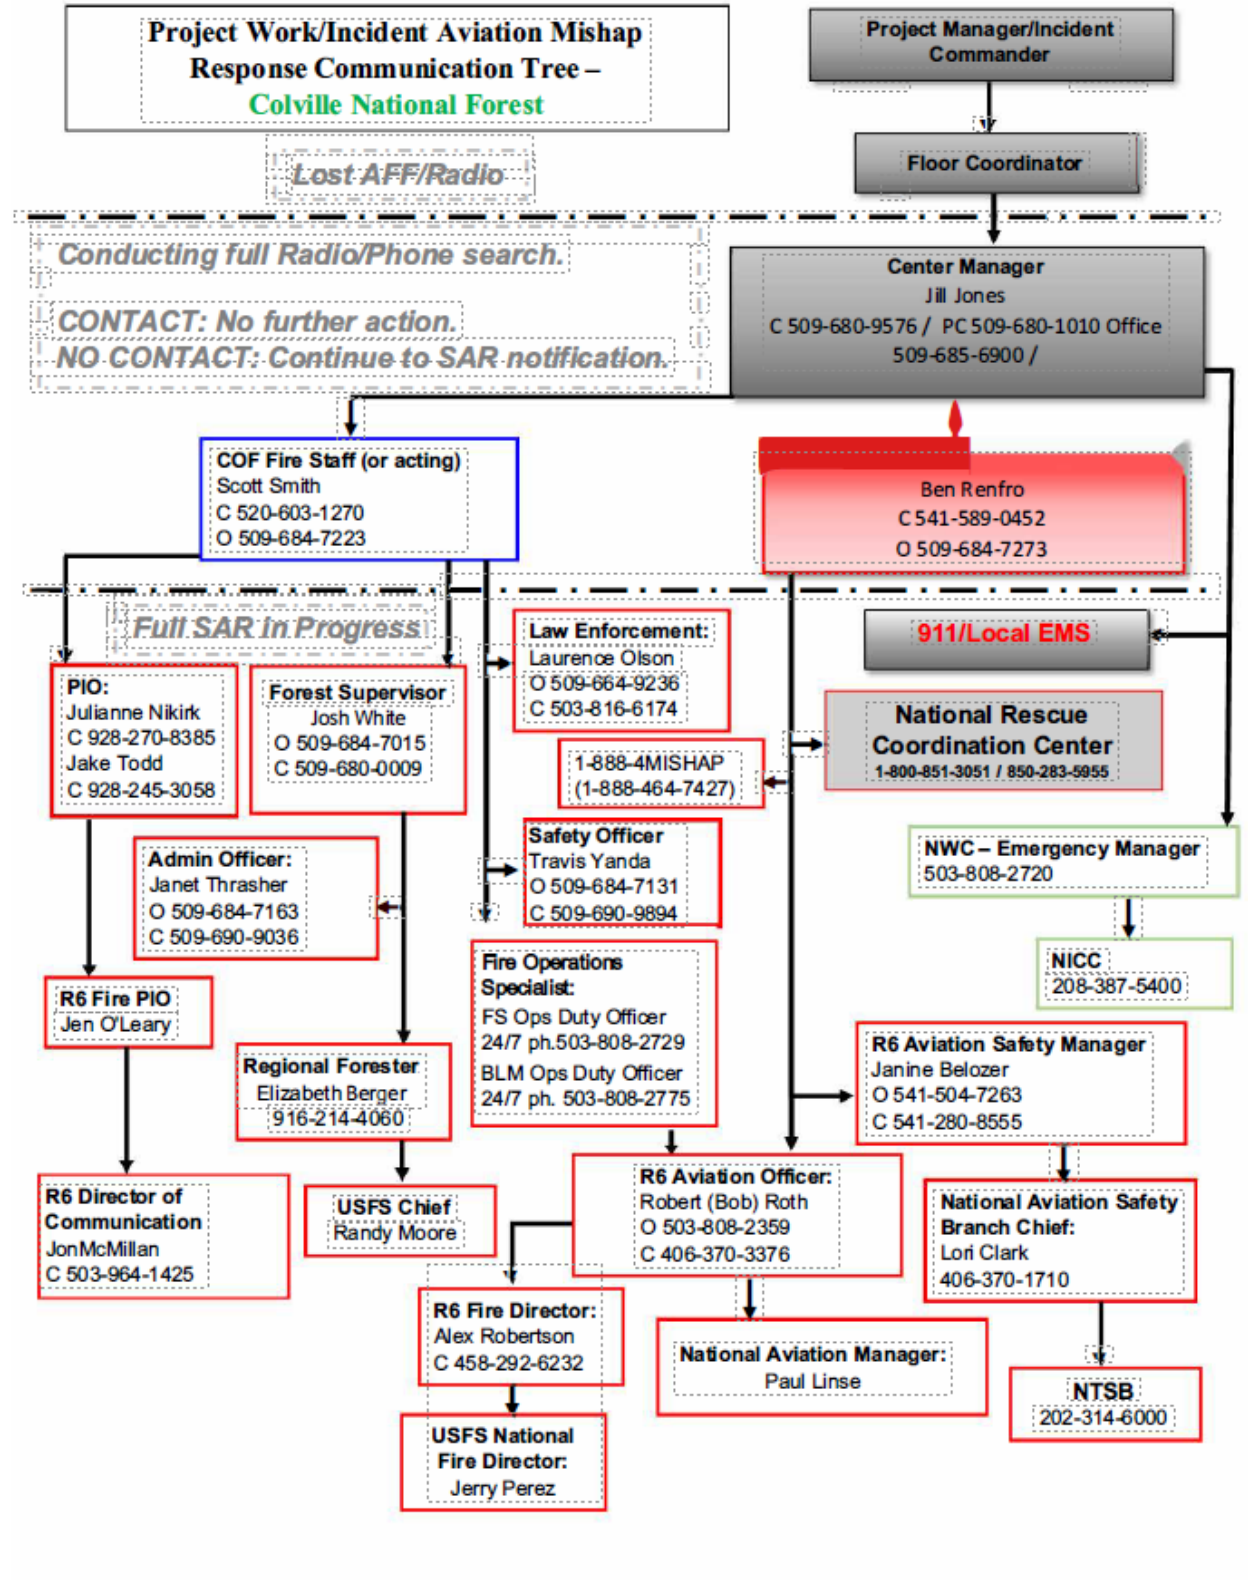 Project Work/Incident Aviation Mishap
Response Communication Tree –
Colville National Forest
Project Manager/Incident
Commander
Floor Coordinator
Lost AFF/Radio
Conducting full Radio/Phone search.
CONTACT: No further action.
NO CONTACT: Continue to SAR notification.
Center Manager
Jill Jones
C 509-680-9576 / PC 509-680-1010 Office
509-685-6900 /
COF Fire Staff (or acting)
Scott Smith
C 520-603-1270
O 509-684-7223
Ben Renfro
C 541-589-0452
O 509-684-7273
Full SAR in Progress
Law Enforcement:
Laurence Olson
O 509-664-9236
C 503-816-6174
911/Local EMS
PIO:
Julianne Nikirk
C 928-270-8385
Jake Todd
C 928-245-3058
Forest Supervisor
Josh White
O 509-684-7015
C 509-680-0009
1-888-4MISHAP
(1-888-464-7427)
National Rescue
Coordination Center
1-800-851-3051 / 850-283-5955
Safety Officer
Travis Yanda
O 509-684-7131
C 509-690-9894
NWC – Emergency Manager
503-808-2720
Admin Officer:
Janet Thrasher
O 509-684-7163
C 509-690-9036
NICC
208-387-5400
Fire Operations
Specialist:
FS Ops Duty Officer
24/7 ph.503-808-2729
BLM Ops Duty Officer
24/7 ph. 503-808-2775
R6 Fire PIO
Jen O'Leary
Regional Forester
Elizabeth Berger
916-214-4060
R6 Aviation Safety Manager
Janine Belozer
O 541-504-7263
C 541-280-8555
R6 Director of
Communication
JonMcMillan
C 503-964-1425
USFS Chief
Randy Moore
R6 Aviation Officer:
Robert (Bob) Roth
O 503-808-2359
C 406-370-3376
National Aviation Safety
Branch Chief:
Lori Clark
406-370-1710
R6 Fire Director:
Alex Robertson
C 458-292-6232
National Aviation Manager:
Paul Linse
NTSB
202-314-6000
USFS National
Fire Director:
Jerry Perez